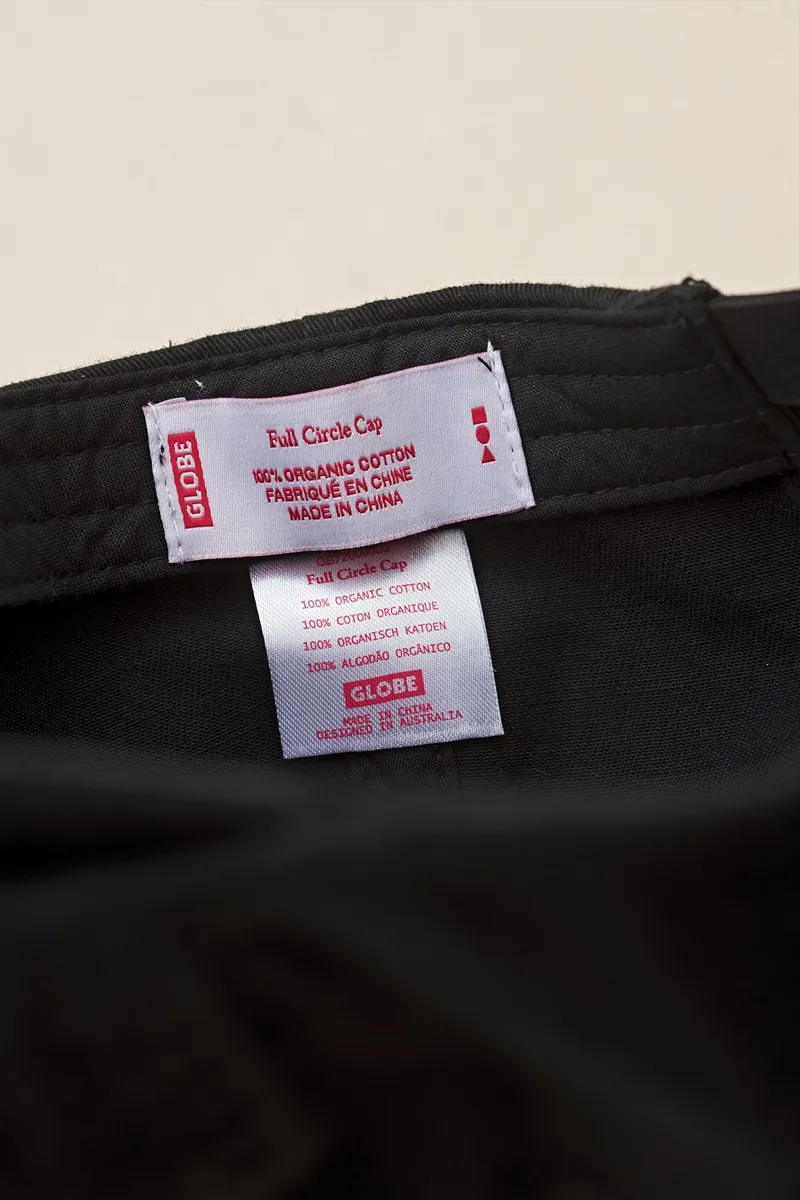 GLOBE
Full Circle Cap
100% ORGANIC COTTON
FABRIQUÉ EN CHINE
MADE IN CHINA
Full Circle Cap
100% ORGANIC COTTON
100% COTON ORGANIQUE
100% ORGANISCH KATOEN
100% ALGODÃO ORGÂNICO
GLOBE
MADE IN CHINA
DESIGNED IN AUSTRALIA